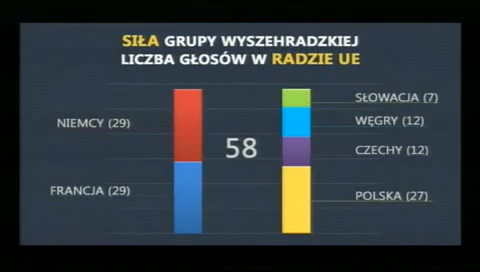 SIŁA GRUPY WYSZEHRADZKIEJ
LICZBA GŁOSÓW W RADZIE UE
SŁOWACJA (7)
NIEMCY (29)
WĘGRY (12)
58
CZECHY (12)
FRANCJA (29)
POLSKA (27)